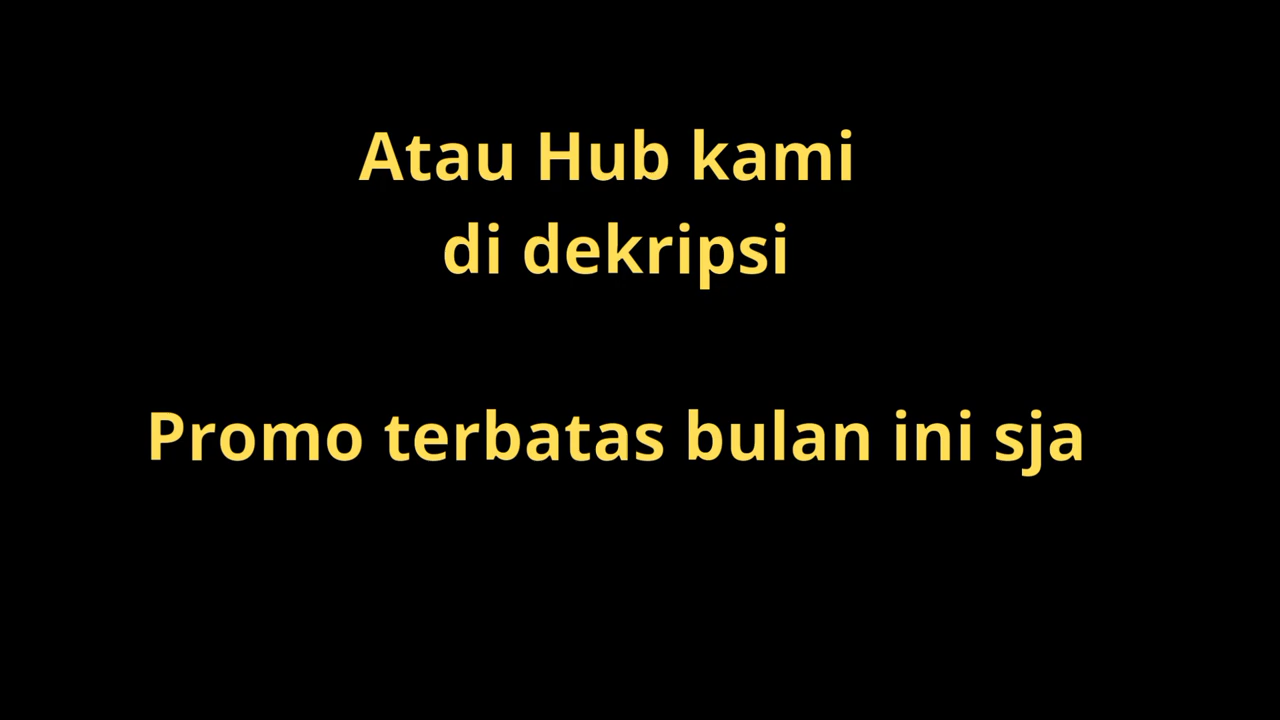 Atau Hub kami
di dekripsi
Promo terbatas bulan ini sja